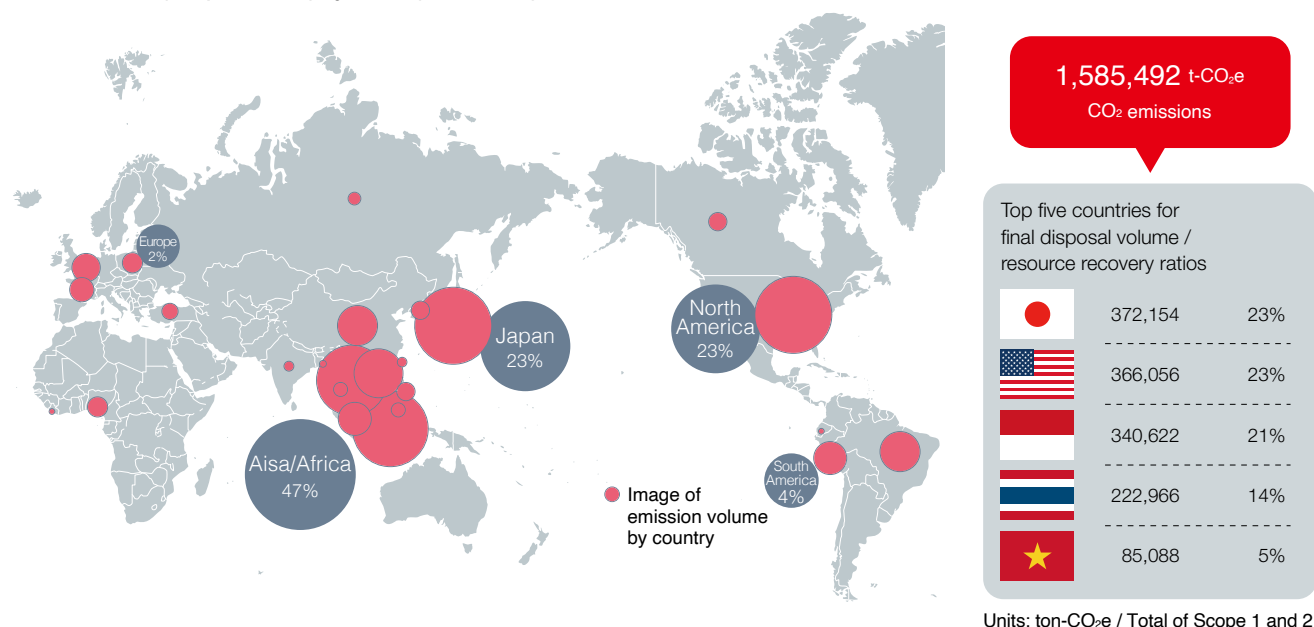 Europe
2%
Japan
23%
North
America
23%
Aisa/Africa
47%
South
America
4%
Image of
emission volume
by country
1,585,492 t-CO₂e
CO₂ emissions
Top five countries for
final disposal volume /
resource recovery ratios
372,154 23%
366,056 23%
340,622 21%
222,966 14%
85,088 5%
Units: ton-CO₂e / Total of Scope 1 and 2